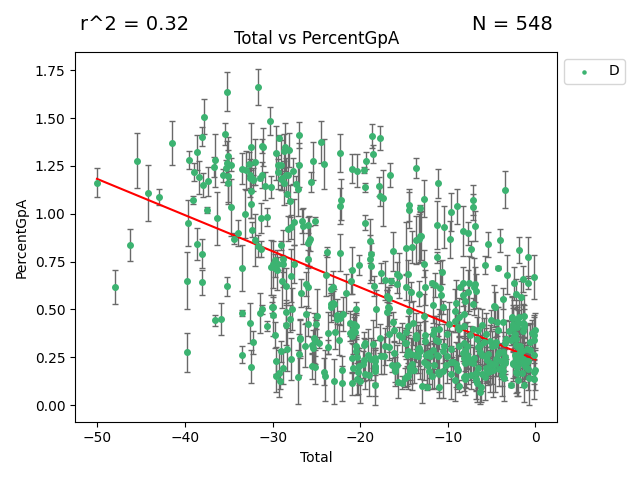 r^2 = 0.32
N = 548
Total vs PercentGpA
D
PercentGpA
1.75
1.50
1.25
1.00
0.75
0.50
0.25
0.00
−50
−40
−30
−20
−10
0
Total